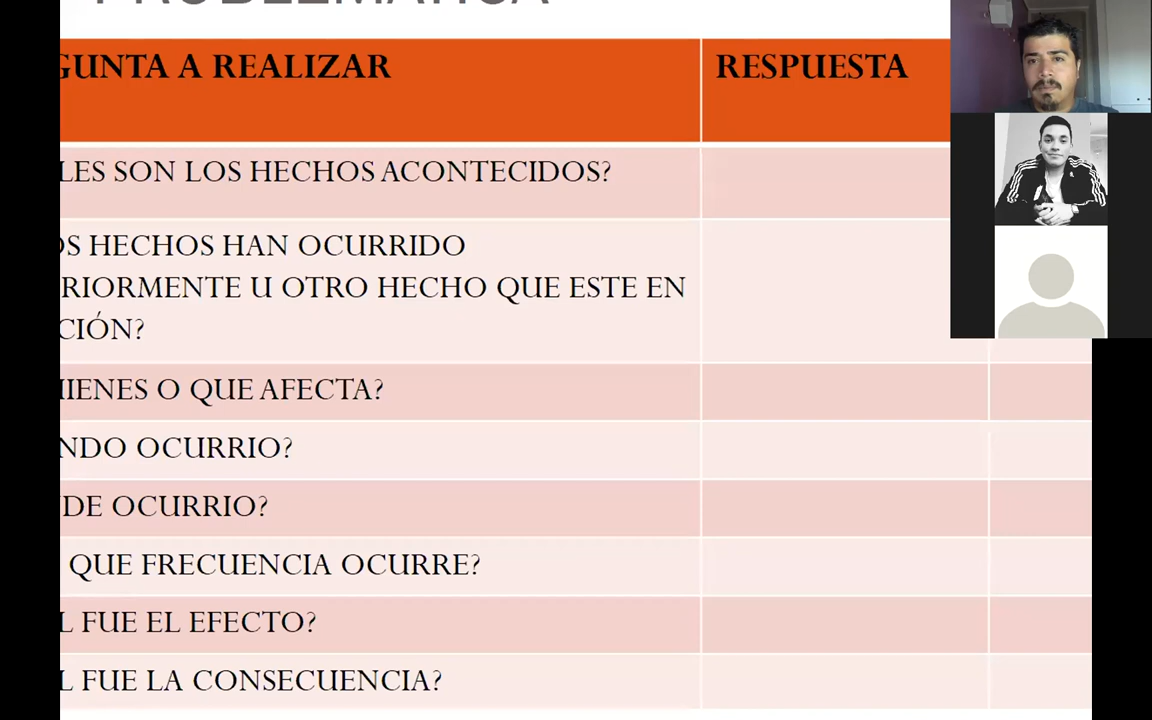 PROBLEMATICA
GUNTA A REALIZAR
RESPUESTA
LES SON LOS HECHOS ACONTECIDOS?
OS HECHOS HAN OCURRIDO
RIORMENTE U OTRO HECHO QUE ESTE EN
CIÓN?
IENES O QUE AFECTA?
NDO OCURRIO?
DE OCURRIO?
QUE FRECUENCIA OCURRE?
L FUE EL EFECTO?
L FUE LA CONSECUENCIA?